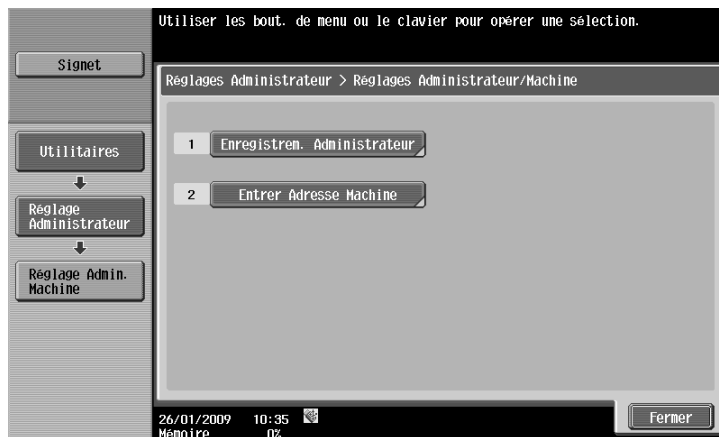 Utiliser les bout. de menu ou le clavier pour opérer une sélection.
Signet
Réglages Administrateur > Réglages Administrateur/Machine
Utilitaires
Réglage
Administrateur
Réglage Admin.
Machine
1 Enregistrem. Administrateur
2 Entrer Adresse Machine
26/01/2009 10:35
Mémoire 0%
Fermer